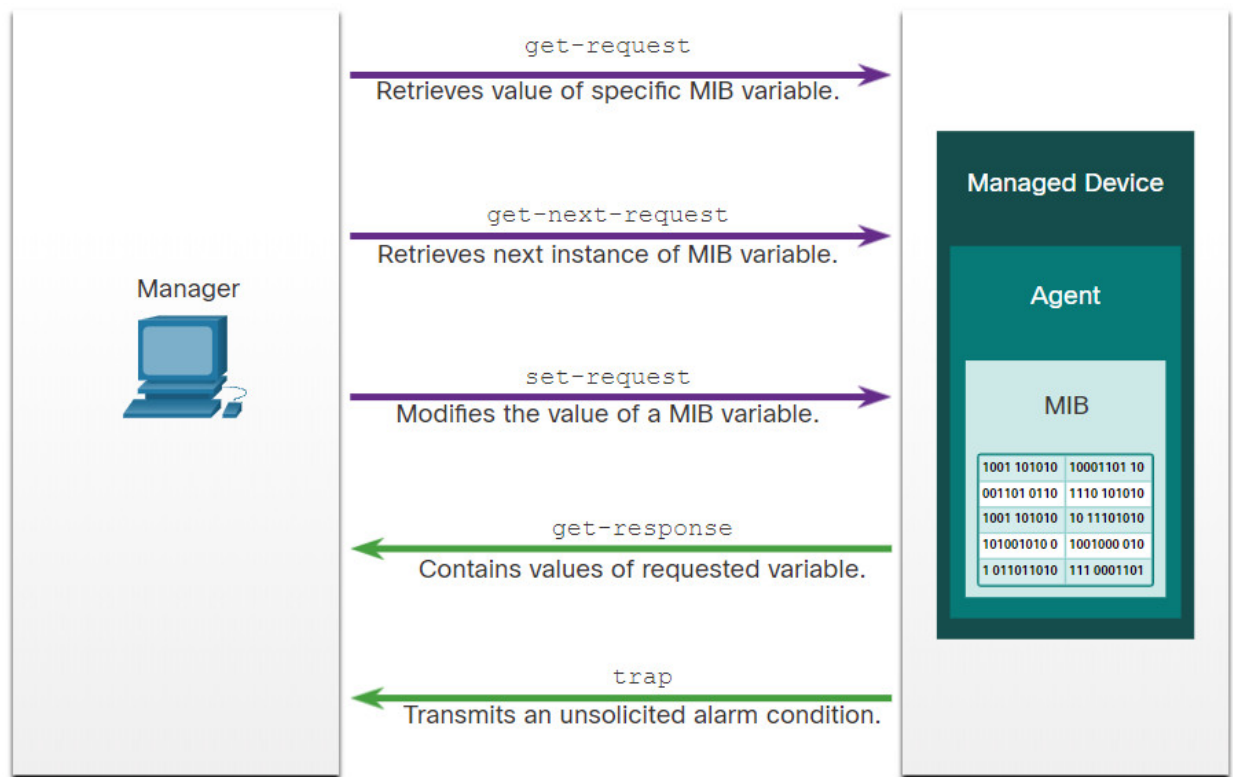 Manager
get-request
Retrieves value of specific MIB variable.
get-next-request
Retrieves next instance of MIB variable.
set-request
Modifies the value of a MIB variable.
get-response
Contains values of requested variable.
trap
Transmits an unsolicited alarm condition.
Managed Device
Agent
MIB
1001 101010 10001101 10
001101 0110 1110 101010
1001 101010 10 11101010
101001010 0 1001000 010
1 011011010 111 0001101